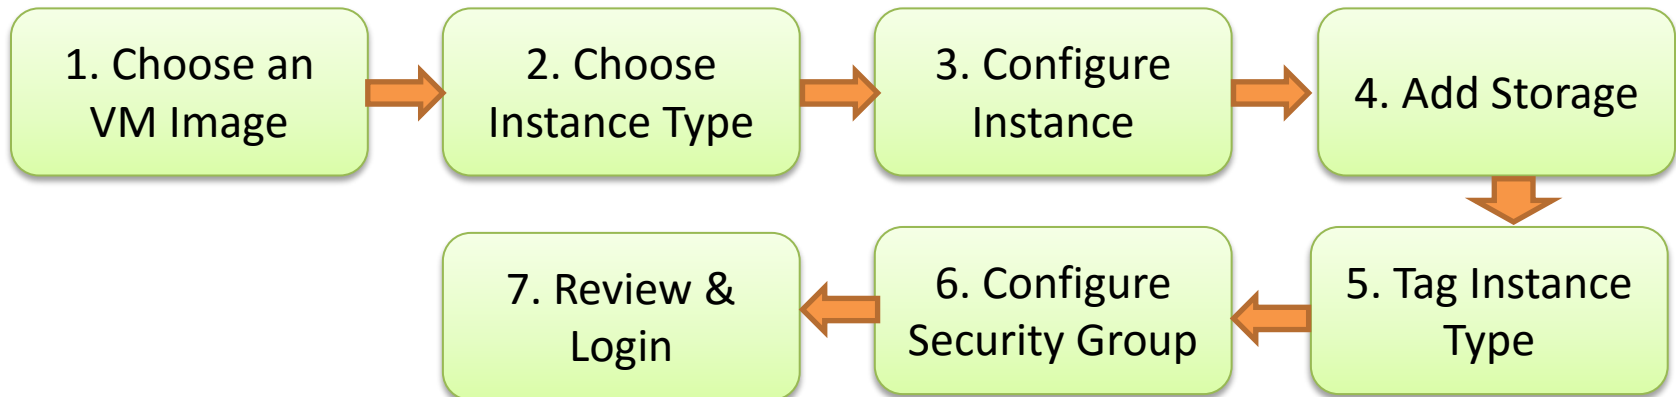 1. Choose an
VM Image
2. Choose
Instance Type
3. Configure
Instance
4. Add Storage
5. Tag Instance
Type
6. Configure
Security Group
7. Review &
Login